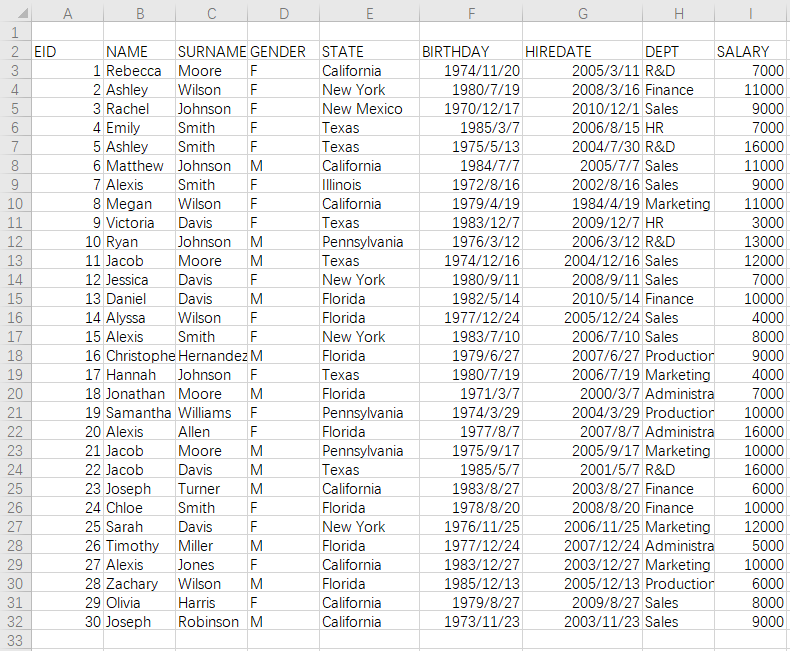 A B C D E F G H I
1
2 EID NAME SURNAME GENDER STATE BIRTHDAY HIREDATE DEPT SALARY
3 1 Rebecca Moore F California 1974/11/20 2005/3/11 R&D 7000
4 2 Ashley Wilson F New York 1980/7/19 2008/3/16 Finance 11000
5 3 Rachel Johnson F New Mexico 1970/12/17 2010/12/1 Sales 9000
6 4 Emily Smith F Texas 1985/3/7 2006/8/15 HR 7000
7 5 Ashley Smith F Texas 1975/5/13 2004/7/30 R&D 16000
8 6 Matthew Johnson M California 1984/7/7 2005/7/7 Sales 11000
9 7 Alexis Smith F Illinois 1972/8/16 2002/8/16 Sales 9000
10 8 Megan Wilson F California 1979/4/19 1984/4/19 Marketing 11000
11 9 Victoria Davis F Texas 1983/12/7 2009/12/7 HR 3000
12 10 Ryan Johnson M Pennsylvania 1976/3/12 2006/3/12 R&D 13000
13 11 Jacob Moore M Texas 1974/12/16 2004/12/16 Sales 12000
14 12 Jessica Davis F New York 1980/9/11 2008/9/11 Sales 7000
15 13 Daniel Davis M Florida 1982/5/14 2010/5/14 Finance 10000
16 14 Alyssa Wilson F Florida 1977/12/24 2005/12/24 Sales 4000
17 15 Alexis Smith F New York 1983/7/10 2006/7/10 Sales 8000
18 16 Christophe Hernandez M Florida 1979/6/27 2007/6/27 Production 9000
19 17 Hannah Johnson F Texas 1980/7/19 2006/7/19 Marketing 4000
20 18 Jonathan Moore M Florida 1971/3/7 2000/3/7 Administra 7000
21 19 Samantha Williams F Pennsylvania 1974/3/29 2004/3/29 Production 10000
22 20 Alexis Allen F Florida 1977/8/7 2007/8/7 Administra 16000
23 21 Jacob Moore M Pennsylvania 1975/9/17 2005/9/17 Marketing 10000
24 22 Jacob Davis M Texas 1985/5/7 2001/5/7 R&D 16000
25 23 Joseph Turner M California 1983/8/27 2003/8/27 Finance 6000
26 24 Chloe Smith F Florida 1978/8/20 2008/8/20 Finance 10000
27 25 Sarah Davis F New York 1976/11/25 2006/11/25 Marketing 12000
28 26 Timothy Miller M Florida 1977/12/24 2007/12/24 Administra 5000
29 27 Alexis Jones F California 1983/12/27 2003/12/27 Marketing 10000
30 28 Zachary Wilson M Florida 1985/12/13 2005/12/13 Production 6000
31 29 Olivia Harris F California 1979/8/27 2009/8/27 Sales 8000
32 30 Joseph Robinson M California 1973/11/23 2003/11/23 Sales 9000
33